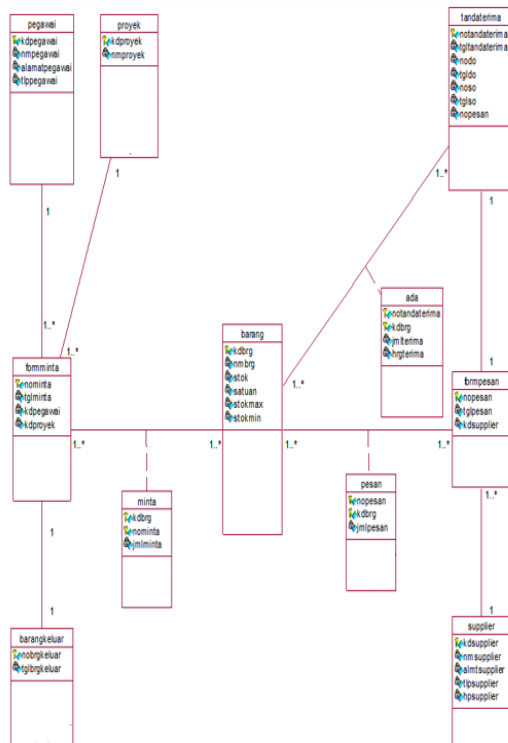 pegawai
kdpegawai
nmpegawai
alamatpegawai
tlppegawai
proyek
kdproyek
nmproyek
tandaterima
notandaterima
tgltandaterima
nodo
tgldo
noso
tglso
nopesan
1
1
1..*
1
1..*
1..*
ada
notandaterima
kdbrg
jmlterima
hrgterima
barang
kdbrg
nmbrg
stok
satuan
stokmax
stokmin
1..*
1
formminta
nominta
tglminta
kdpegawai
kdproyek
formpesan
nopesan
tglpesan
kdsupplier
1..*
1..*
1..*
1..*
minta
kdbrg
nominta
jmlminta
pesan
nopesan
kdbrg
jmlpesan
1
1..*
1
1
barangkeluar
nobrgkeluar
tglbrgkeluar
supplier
kdsupplier
nmsupplier
almtsupplier
tlpsupplier
hpsupplier